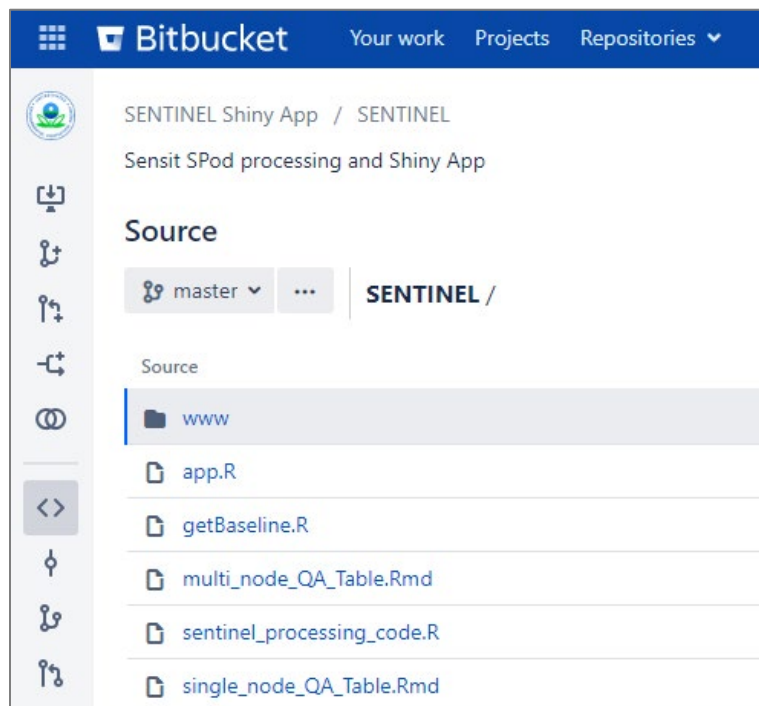 Bitbucket Your work Projects Repositories
SENTINEL Shiny App / SENTINEL
Sensit SPod processing and Shiny App
Source
master ... SENTINEL /
Source
www
app.R
getBaseline.R
multi_node_QA_Table.Rmd
sentinel_processing_code.R
single_node_QA_Table.Rmd